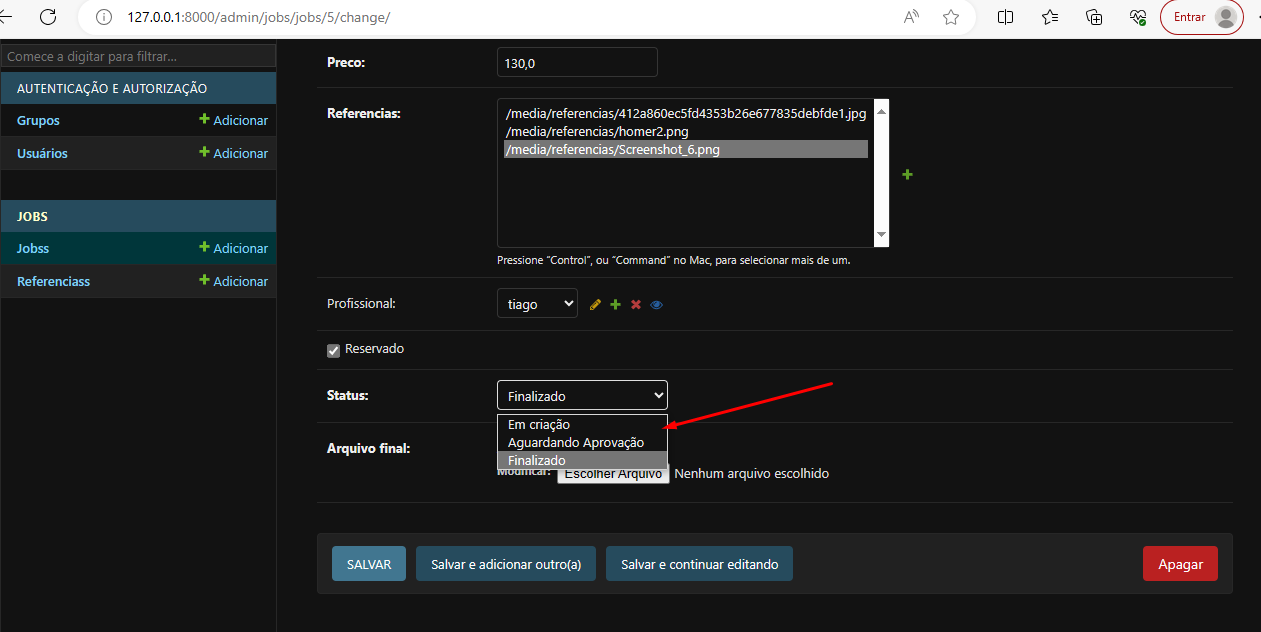 127.0.0.1:8000/admin/jobs/jobs/5/change/
Entrar
Comece a digitar para filtrar...
AUTENTICAÇÃO E AUTORIZAÇÃO
Grupos
+ Adicionar
Usuários
+ Adicionar
JOBS
Jobss
+ Adicionar
Referenciass
+ Adicionar
Preco:
130,0
Referencias:
/media/referencias/412a860ec5fd4353b26e677835debfde1.jpg
/media/referencias/homer2.png
/media/referencias/Screenshot_6.png
Pressione “Control”, ou “Command” no Mac, para selecionar mais de um.
Profissional:
tiago
Reservado
Status:
Finalizado
Em criação
Aguardando Aprovação
Finalizado
Arquivo final:
Modificar:
Escolher Arquivo
Nenhum arquivo escolhido
SALVAR
Salvar e adicionar outro(a)
Salvar e continuar editando
Apagar